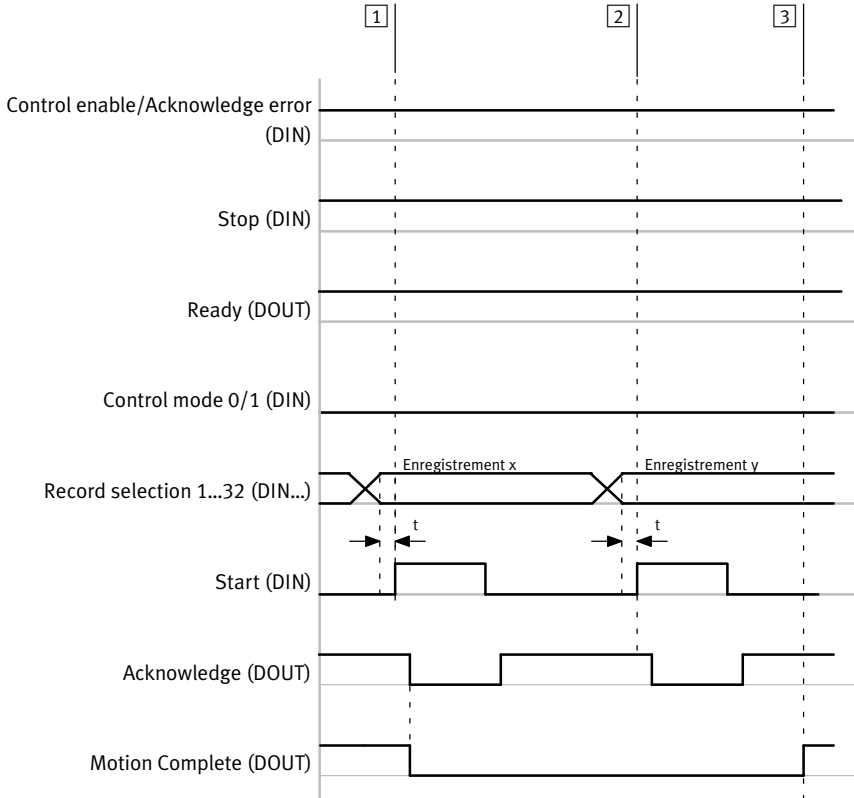 1
2
3
Control enable/Acknowledge error
(DIN)
Stop (DIN)
Ready (DOUT)
Control mode 0/1 (DIN)
Enregistrement x
Enregistrement y
Record selection 1...32 (DIN...)
t
t
Start (DIN)
Acknowledge (DOUT)
Motion Complete (DOUT)